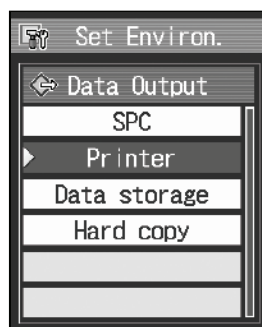 Set Environ.
Data Output
SPC
Printer
Data storage
Hard copy